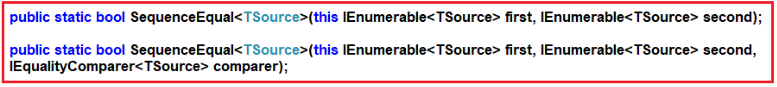 public static bool SequenceEqual<TSource>(this IEnumerable<TSource> first, IEnumerable<TSource> second);
public static bool SequenceEqual<TSource>(this IEnumerable<TSource> first, IEnumerable<TSource> second,
IEqualityComparer<TSource> comparer);